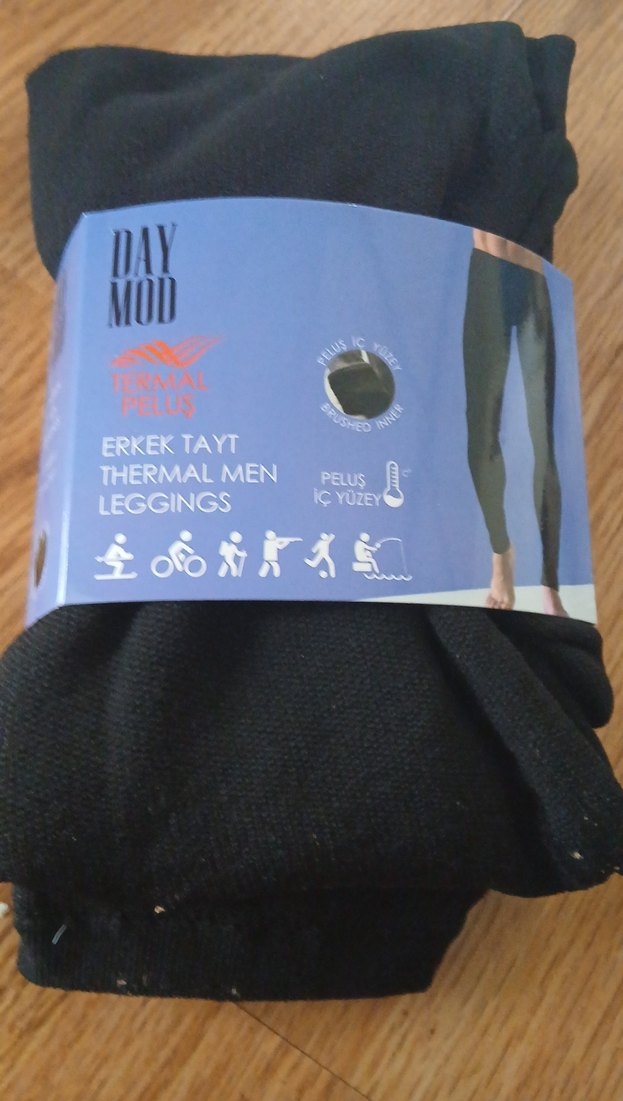 DAY
MOD
TERMAL
PELUŞ
ERKEK TAYT
THERMAL MEN
LEGGINGS
PELUŞ İÇ YÜZEY
BRUSHED INNER
PELUŞ
İÇ YÜZEY